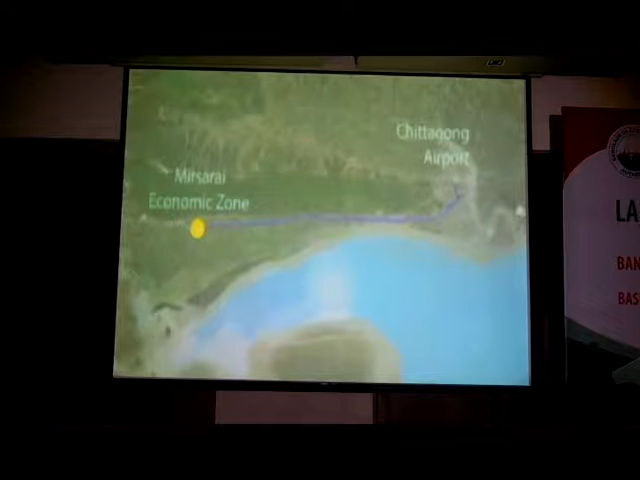 Chittagong
Airport
Mirsarai
Economic Zone
LA
BAN
BAS